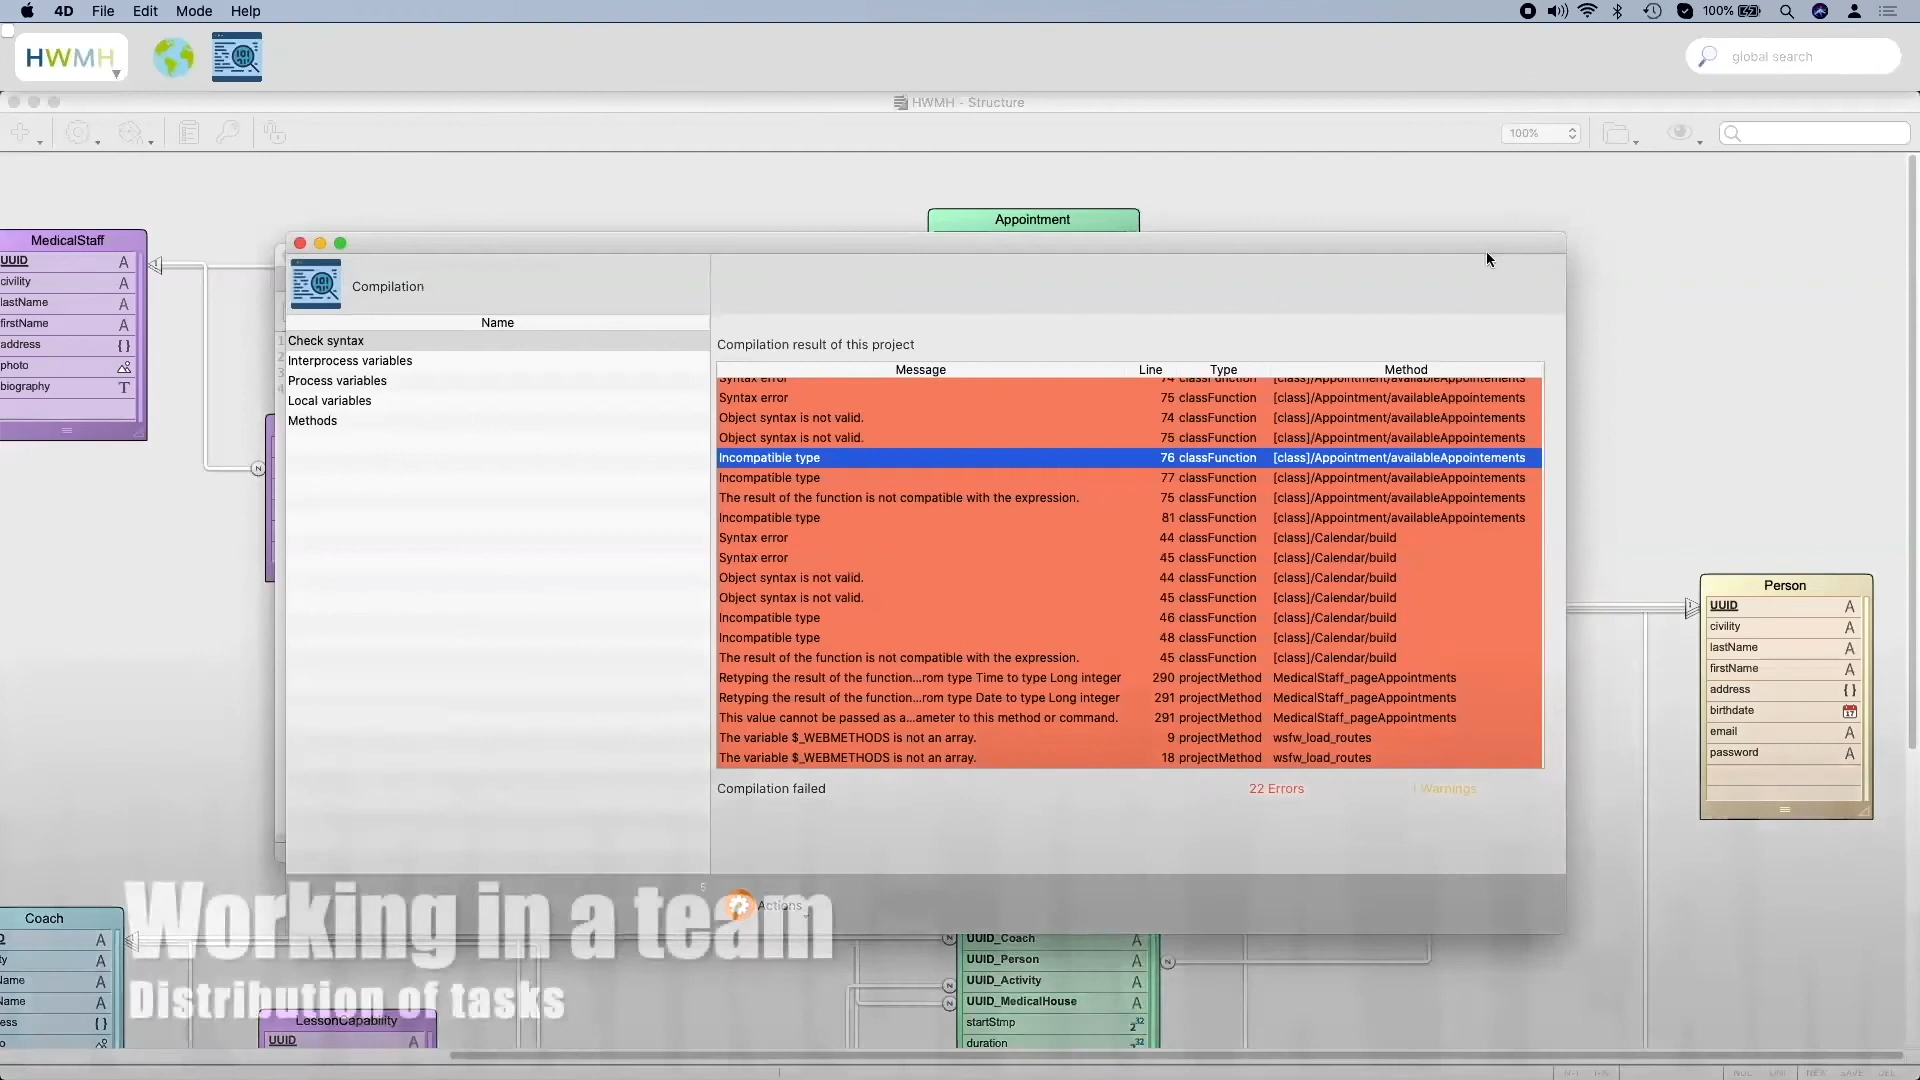 4D File Edit Mode Help 100%
HWMH global search
HWMH - Structure
100%
Appointment
MedicalStaff
UUID A
civility A
lastName A
firstName A
address { }
photo
biography T
Compilation
Name
Check syntax
Interprocess variables
Process variables
Local variables
Methods
Compilation result of this project
Message Line Type Method
Syntax error 74 classFunction [class]/Appointment/availableAppointements
Syntax error 75 classFunction [class]/Appointment/availableAppointements
Object syntax is not valid. 74 classFunction [class]/Appointment/availableAppointements
Object syntax is not valid. 75 classFunction [class]/Appointment/availableAppointements
Incompatible type 76 classFunction [class]/Appointment/availableAppointements
Incompatible type 77 classFunction [class]/Appointment/availableAppointements
The result of the function is not compatible with the expression. 75 classFunction [class]/Appointment/availableAppointements
Incompatible type 81 classFunction [class]/Appointment/availableAppointements
Syntax error 44 classFunction [class]/Calendar/build
Syntax error 45 classFunction [class]/Calendar/build
Object syntax is not valid. 44 classFunction [class]/Calendar/build
Object syntax is not valid. 45 classFunction [class]/Calendar/build
Incompatible type 46 classFunction [class]/Calendar/build
Incompatible type 48 classFunction [class]/Calendar/build
The result of the function is not compatible with the expression. 45 classFunction [class]/Calendar/build
Retyping the result of the function...rom type Time to type Long integer 290 projectMethod MedicalStaff_pageAppointments
Retyping the result of the function...rom type Date to type Long integer 291 projectMethod MedicalStaff_pageAppointments
This value cannot be passed as a...ameter to this method or command. 291 projectMethod MedicalStaff_pageAppointments
The variable $_WEBMETHODS is not an array. 9 projectMethod wsfw_load_routes
The variable $_WEBMETHODS is not an array. 18 projectMethod wsfw_load_routes
Compilation failed 22 Errors 1 Warnings
5
Actions
Person
UUID A
civility A
lastName A
firstName A
address { }
birthdate 17
email A
password A
Working in a team
Distribution of tasks
Coach
LessonCapability
UUID A
UUID_Coach A
UUID_Person A
UUID_Activity A
UUID_MedicalHouse A
startStmp 2^32
duration